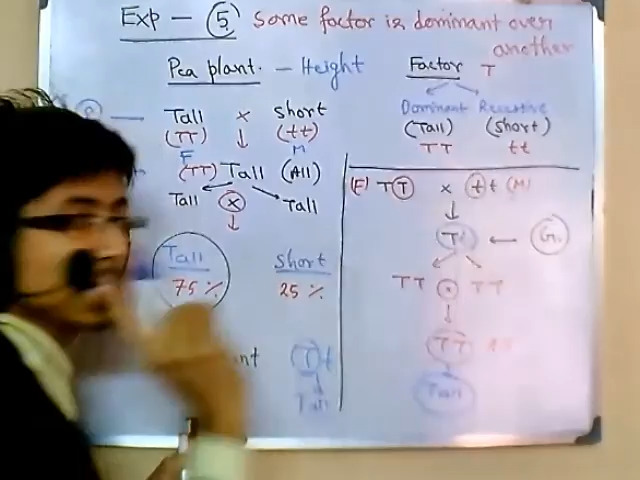 Exp - 5 Some factor is dominant over
another
Pea plant. - Height
Tall x short
(TT) ↓ (tt)
F M
(TT) Tall (All)
Tall x Tall
Tall short
75 % 25 %
Tt
Tall
Factor T
Dominant Recessive
(Tall) (short)
TT tt
(F) TT x tt (M)
TT TT
TT
Tall